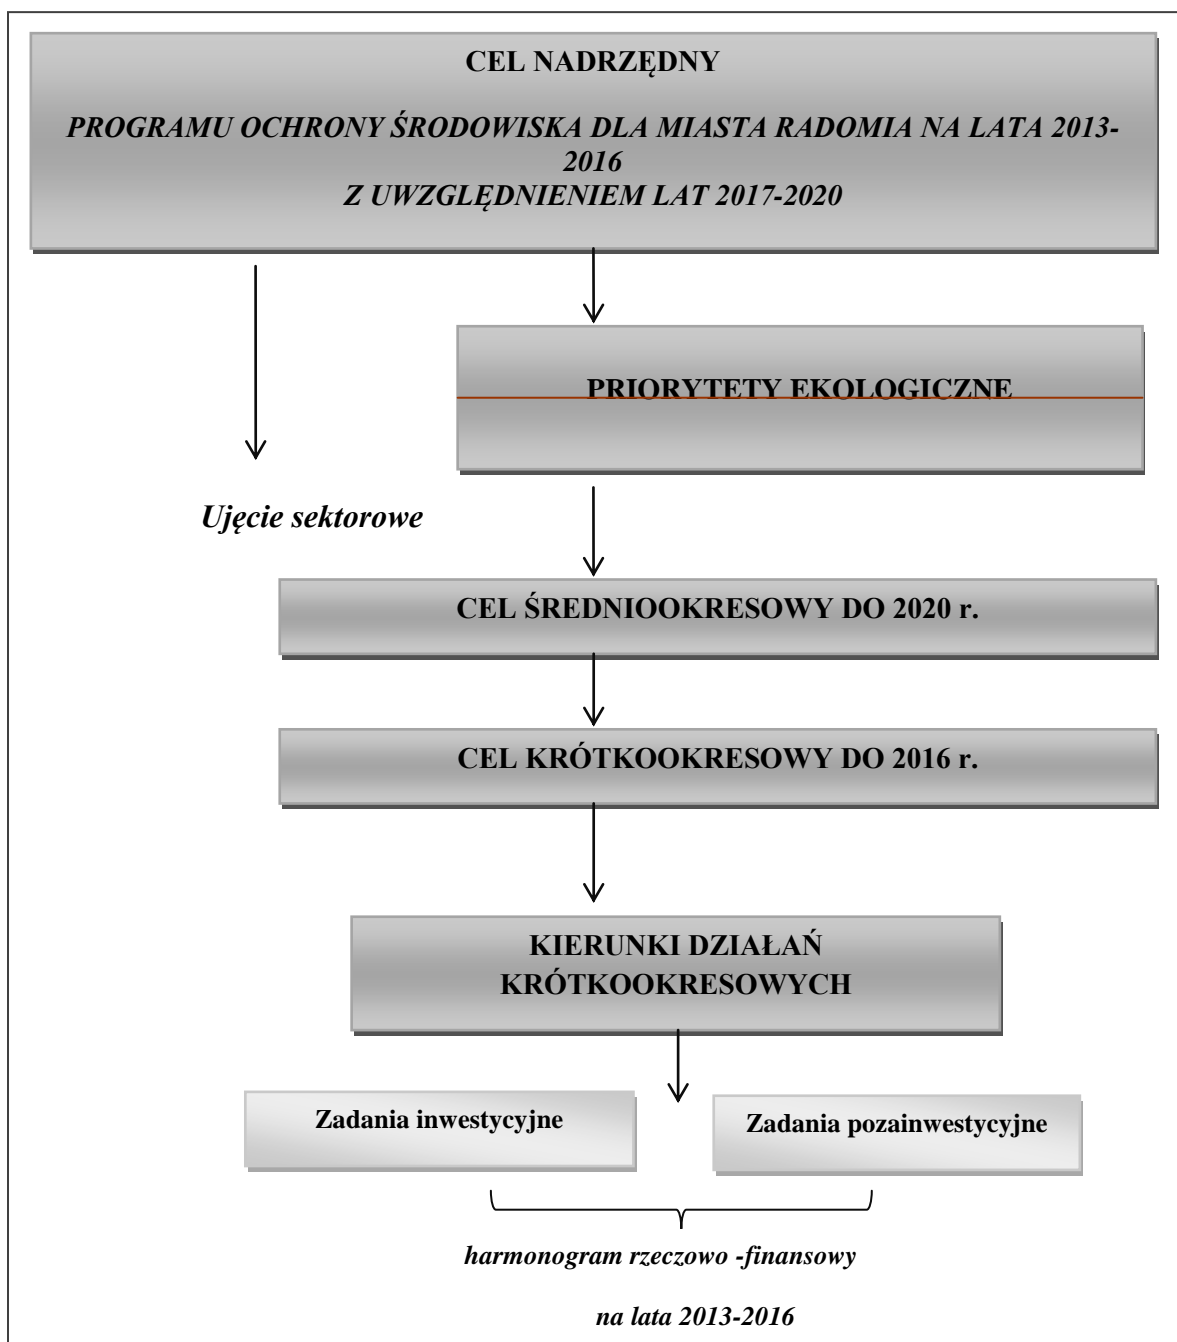 CEL NADRZĘDNY
PROGRAMU OCHRONY ŚRODOWISKA DLA MIASTA RADOMIA NA LATA 2013-
2016
Z UWZGLĘDNIENIEM LAT 2017-2020
PRIORYTETY EKOLOGICZNE
Ujęcie sektorowe
CEL ŚREDNIOOKRESOWY DO 2020 r.
CEL KRÓTKOOKRESOWY DO 2016 r.
KIERUNKI DZIAŁAŃ
KRÓTKOOKRESOWYCH
Zadania inwestycyjne
Zadania pozainwestycyjne
harmonogram rzeczowo -finansowy
na lata 2013-2016